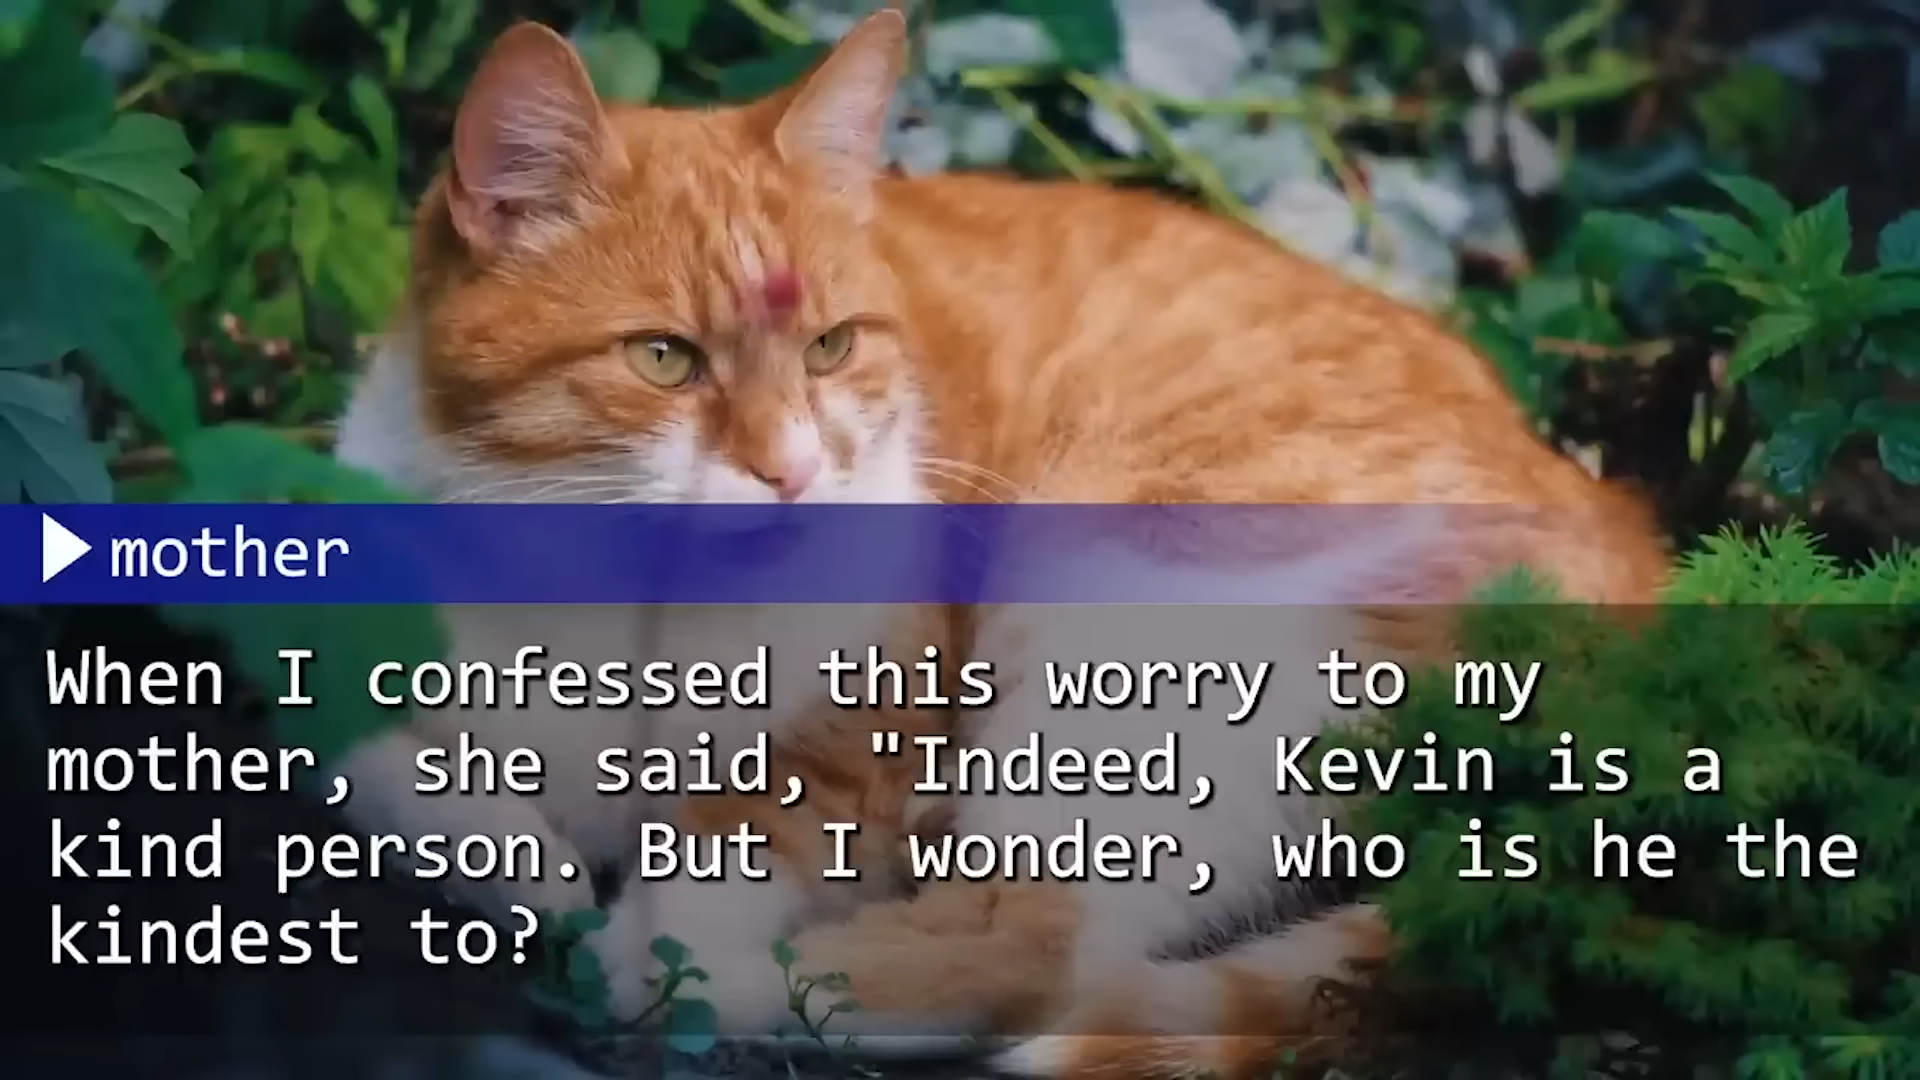 mother
When I confessed this worry to my
mother, she said, "Indeed, Kevin is a
kind person. But I wonder, who is he the
kindest to?